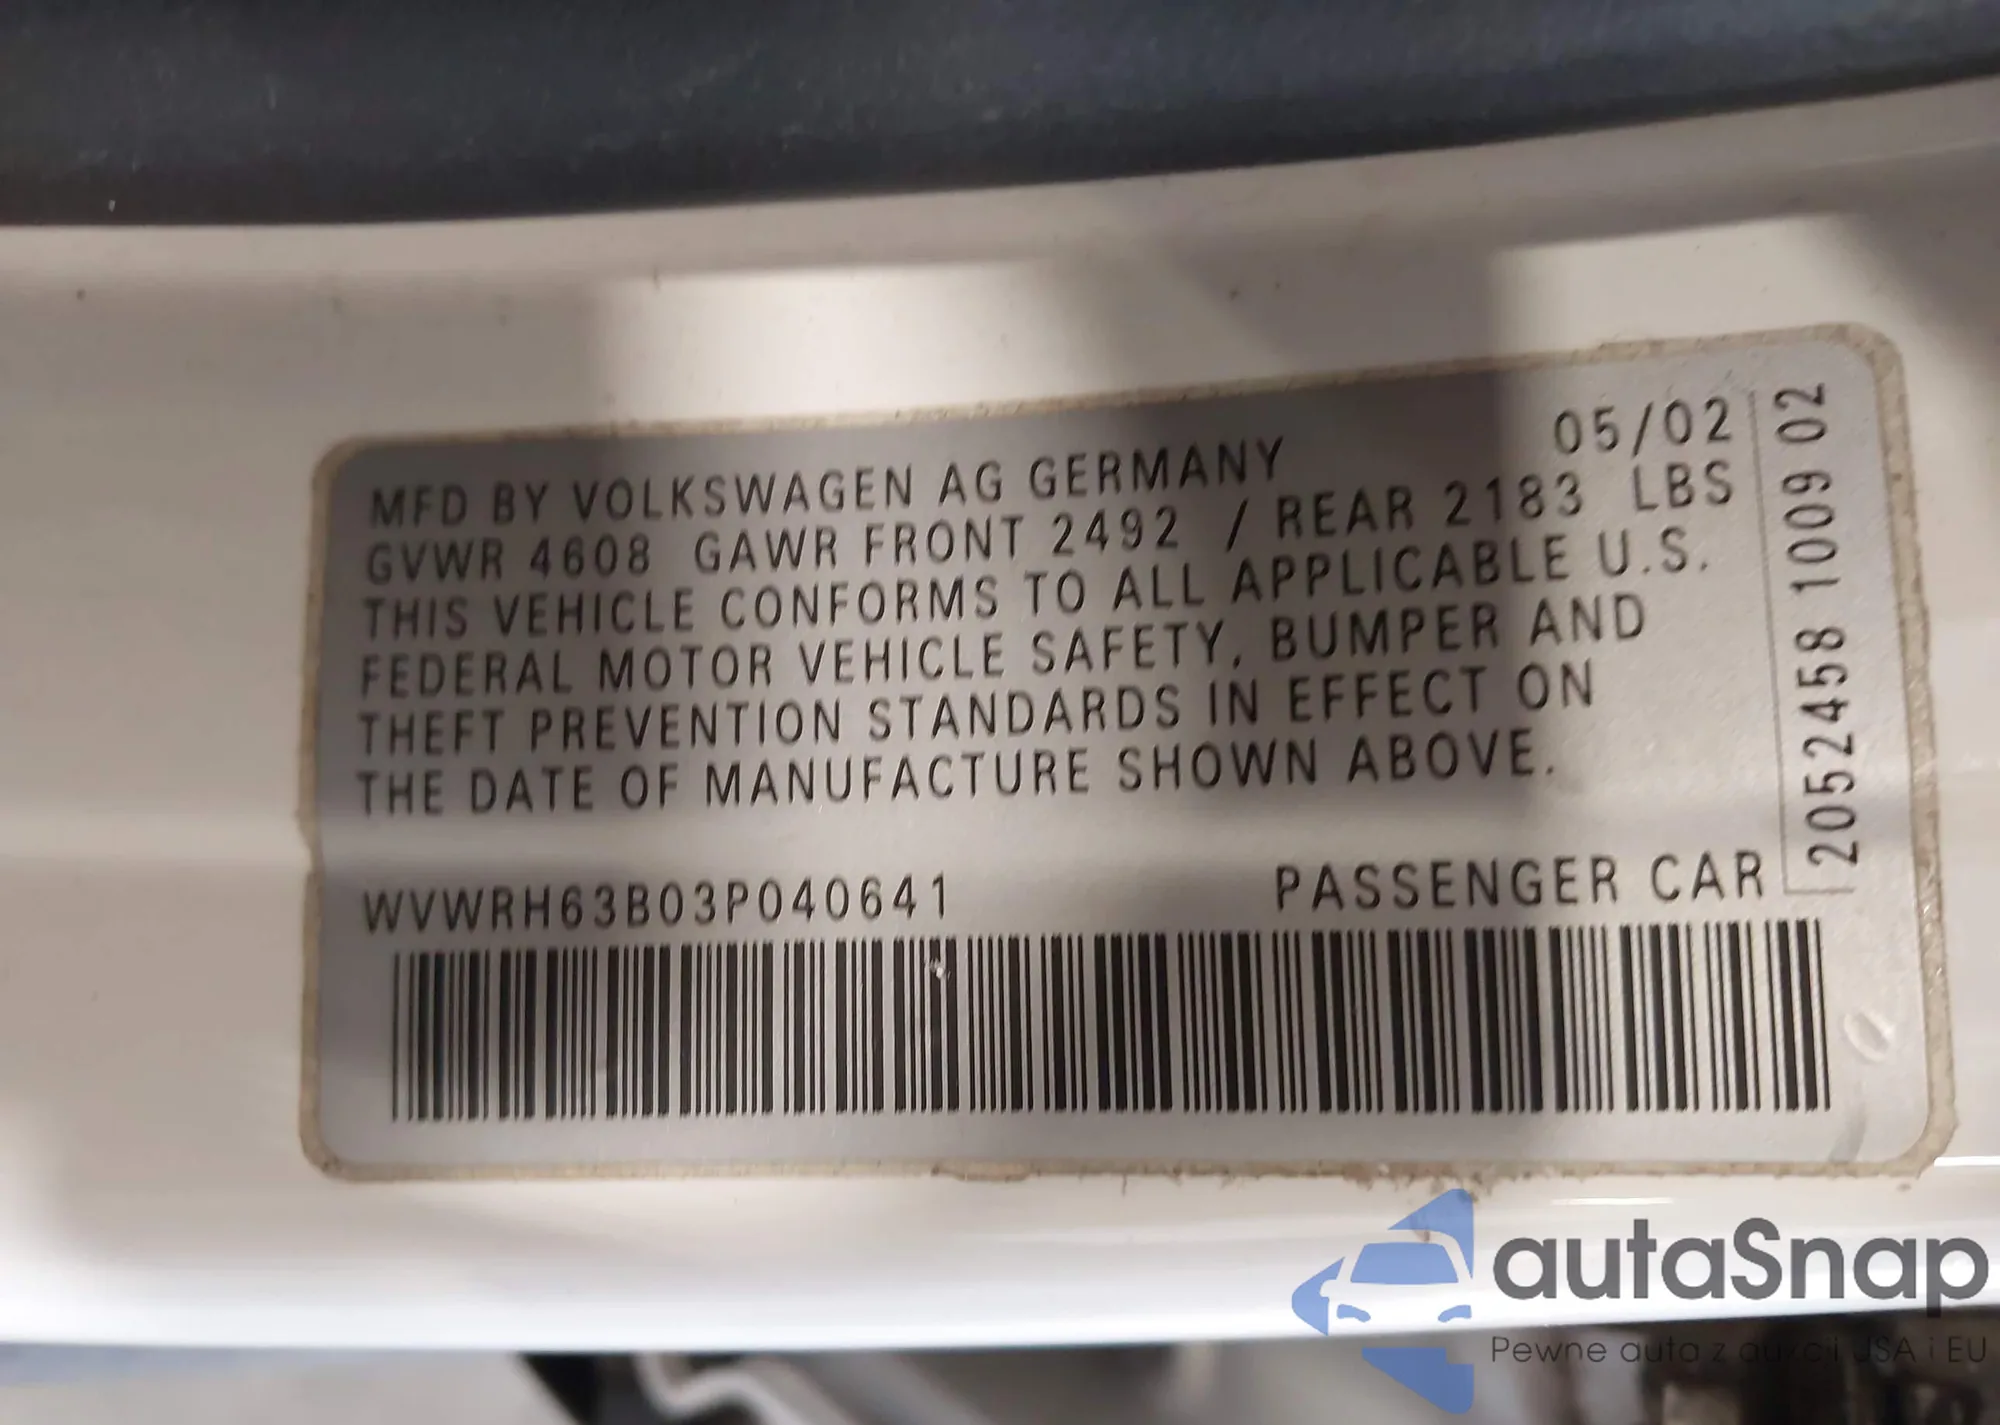 MFD BY VOLKSWAGEN AG GERMANY 05/02
GVWR 4608 GAWR FRONT 2492 / REAR 2183 LBS
THIS VEHICLE CONFORMS TO ALL APPLICABLE U.S.
FEDERAL MOTOR VEHICLE SAFETY, BUMPER AND
THEFT PREVENTION STANDARDS IN EFFECT ON
THE DATE OF MANUFACTURE SHOWN ABOVE.
WVWRH63B03P040641 PASSENGER CAR
2052458 1009 02
autaSnap
Pewne auta z aukcji USA i EU